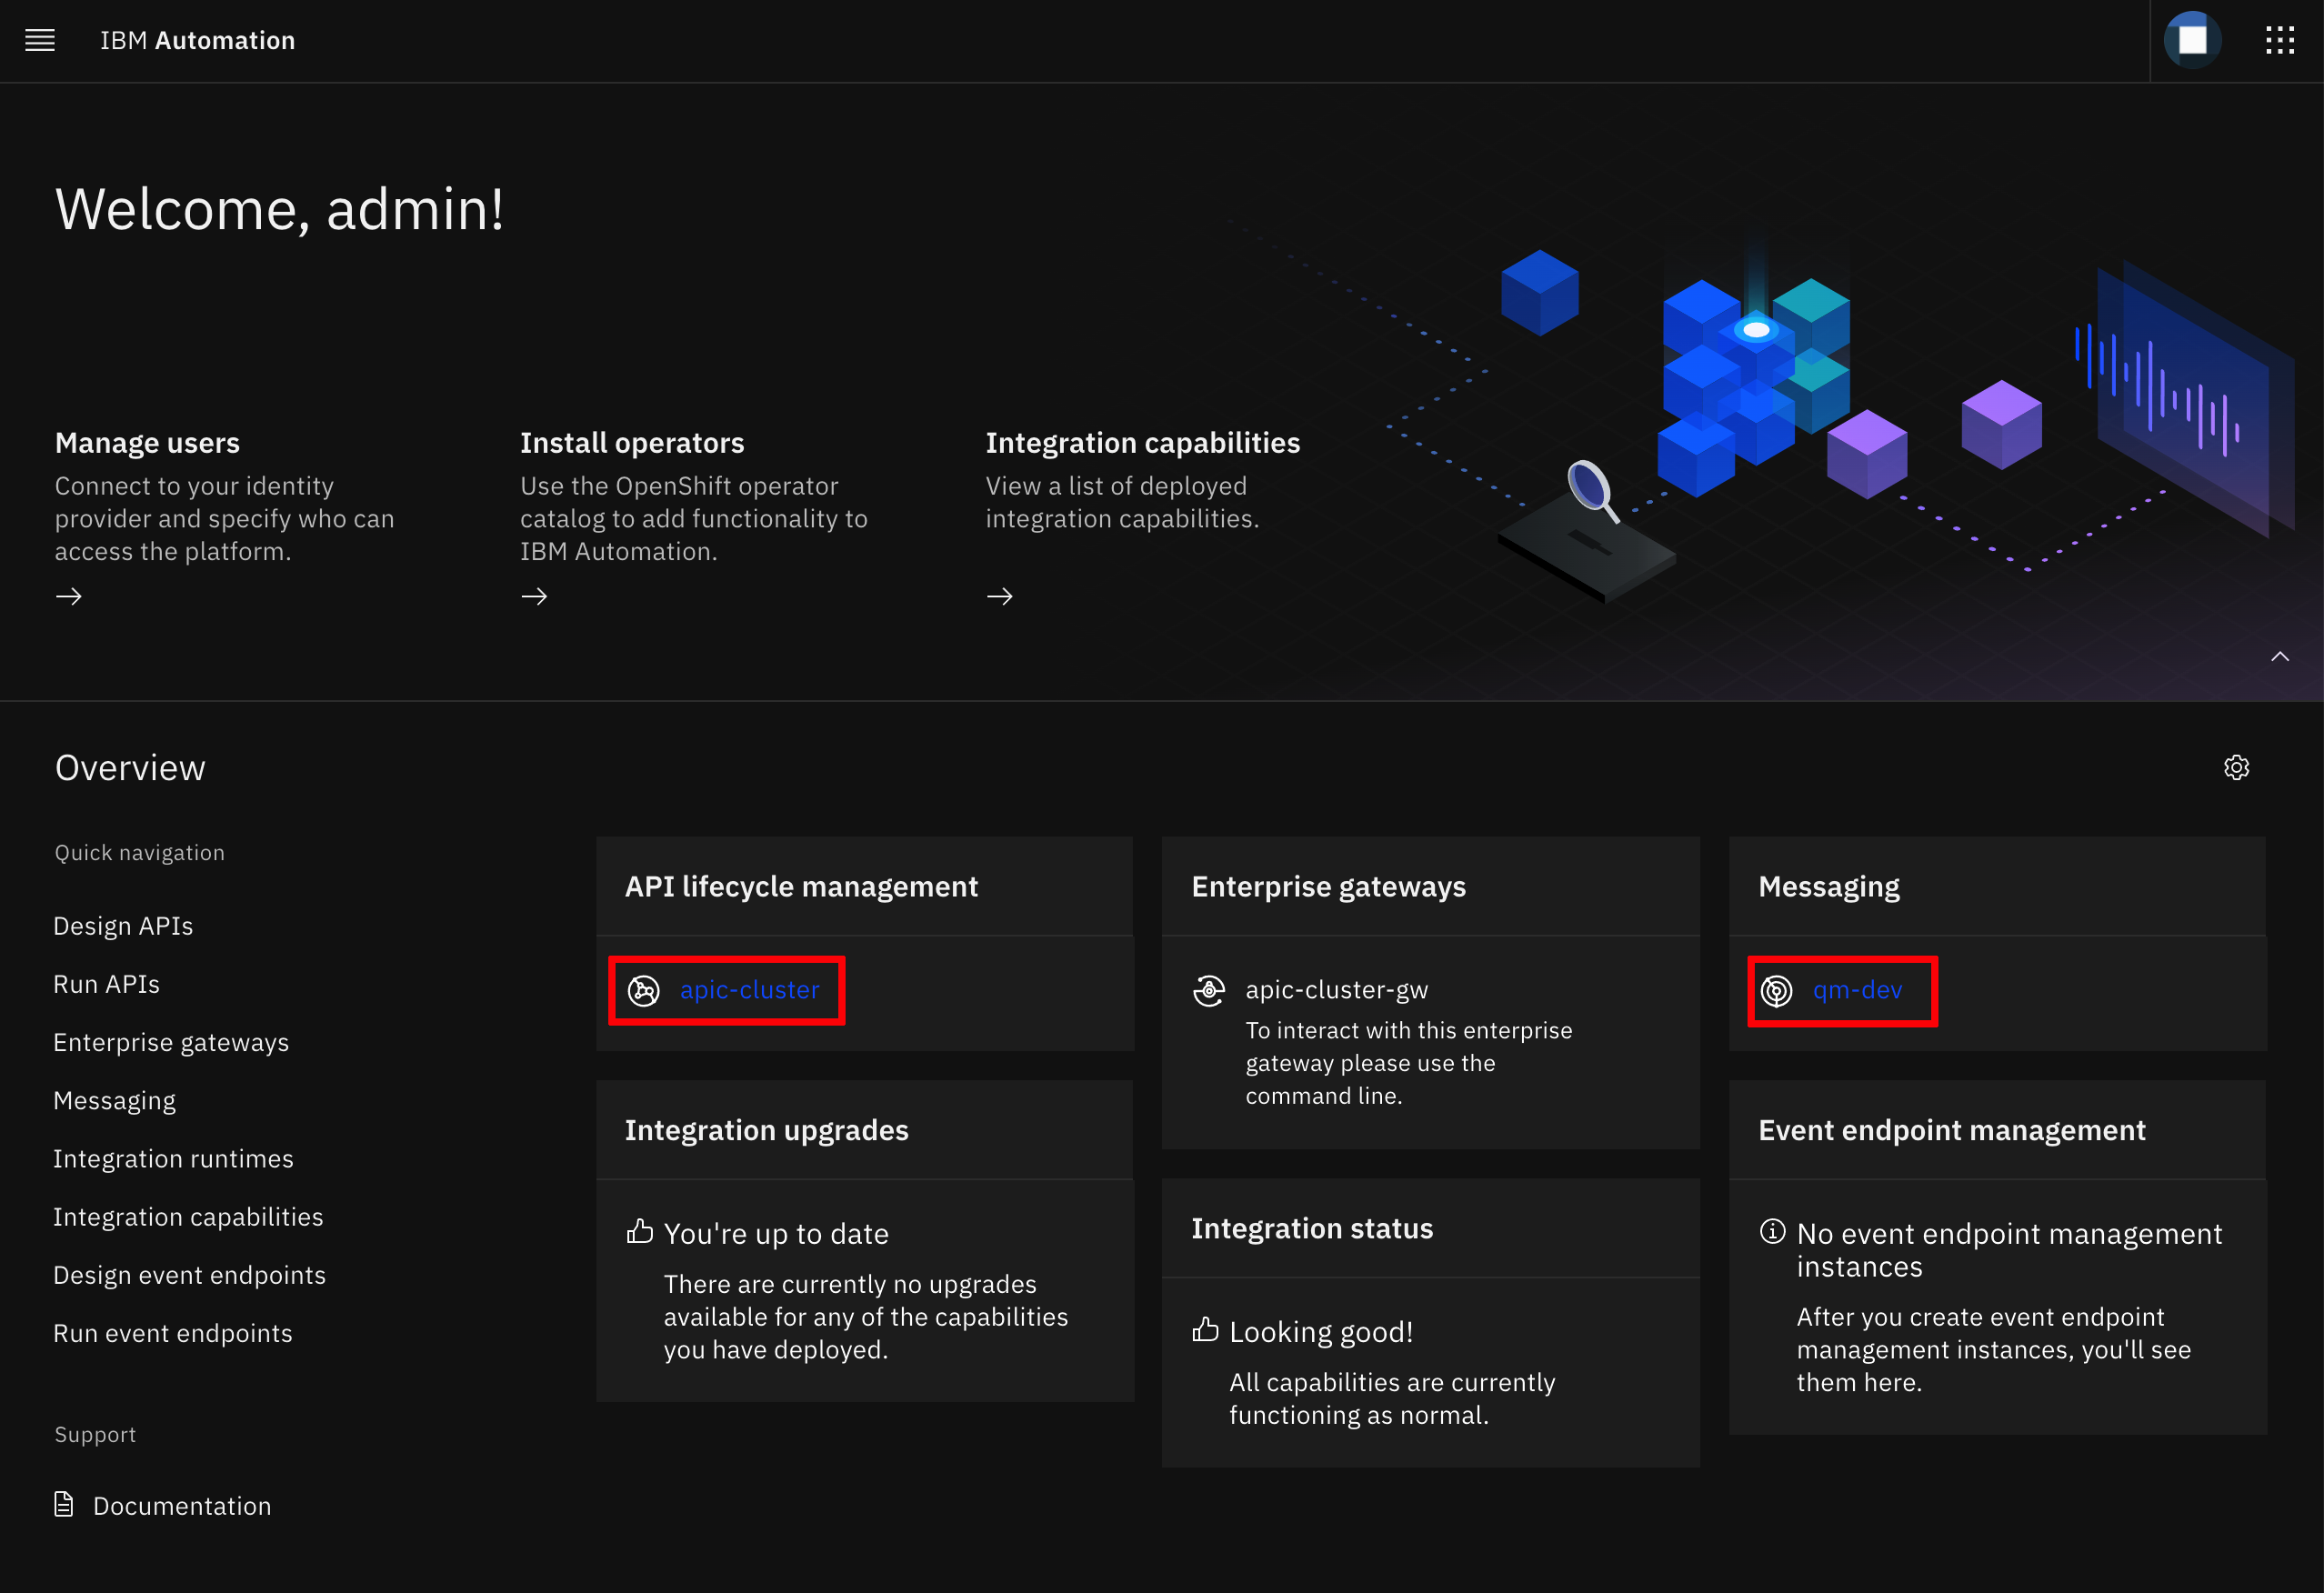 IBM Automation
Welcome, admin!
Manage users
Connect to your identity
provider and specify who can
access the platform.
Install operators
Use the OpenShift operator
catalog to add functionality to
IBM Automation.
Integration capabilities
View a list of deployed
integration capabilities.
Overview
Quick navigation
Design APIs
Run APIs
Enterprise gateways
Messaging
Integration runtimes
Integration capabilities
Design event endpoints
Run event endpoints
Support
Documentation
API lifecycle management
apic-cluster
Integration upgrades
You're up to date
There are currently no upgrades
available for any of the capabilities
you have deployed.
Enterprise gateways
apic-cluster-gw
To interact with this enterprise
gateway please use the
command line.
Integration status
Looking good!
All capabilities are currently
functioning as normal.
Messaging
qm-dev
Event endpoint management
No event endpoint management
instances
After you create event endpoint
management instances, you'll see
them here.